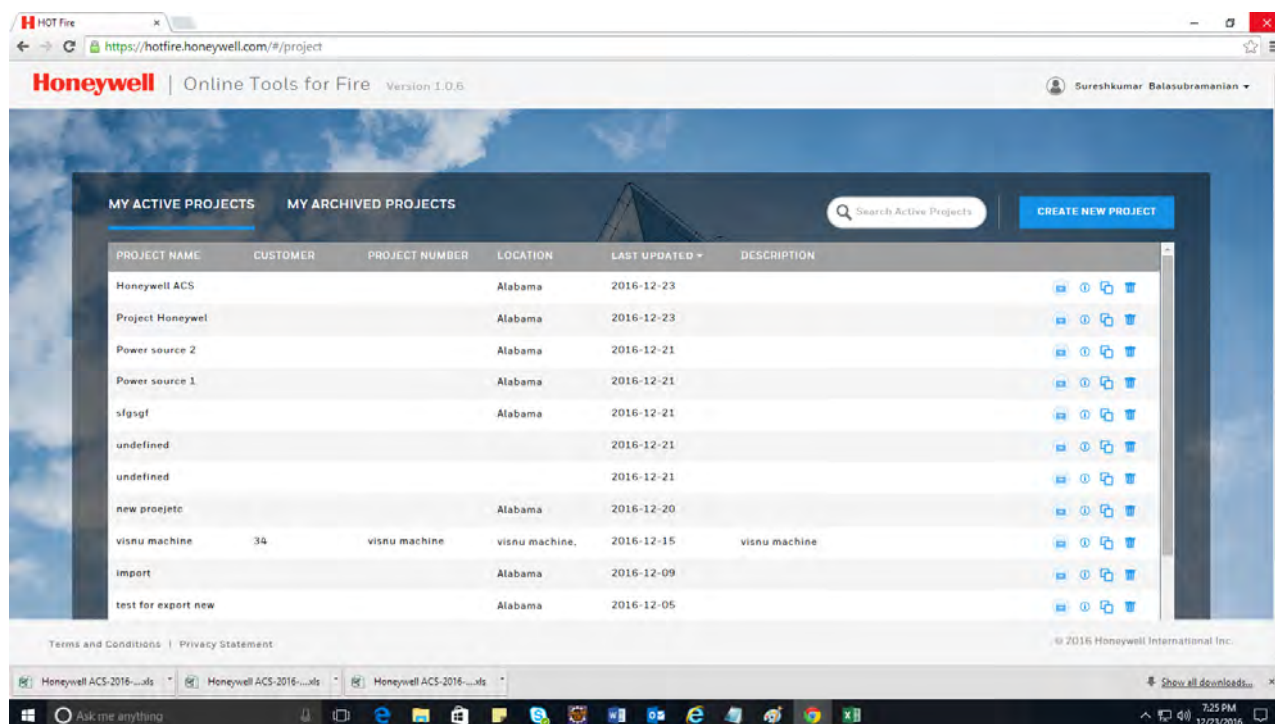 HOT Fire
https://hotfire.honeywell.com/#/project
Honeywell | Online Tools for Fire Version 1.0.6
Sureshkumar Balasubramanian
MY ACTIVE PROJECTS MY ARCHIVED PROJECTS Search Active Projects CREATE NEW PROJECT
PROJECT NAME CUSTOMER PROJECT NUMBER LOCATION LAST UPDATED DESCRIPTION
Honeywell ACS Alabama 2016-12-23
Project Honeywel Alabama 2016-12-23
Power source 2 Alabama 2016-12-21
Power source 1 Alabama 2016-12-21
sfgsgf Alabama 2016-12-21
undefined 2016-12-21
undefined 2016-12-21
new proejetc Alabama 2016-12-20
visnu machine 34 visnu machine visnu machine, 2016-12-15 visnu machine
import Alabama 2016-12-09
test for export new Alabama 2016-12-05
Terms and Conditions | Privacy Statement © 2016 Honeywell International Inc.
Honeywell ACS-2016-....xls Honeywell ACS-2016-....xls Honeywell ACS-2016-....xls Show all downloads...
Ask me anything 7:25 PM
12/23/2016